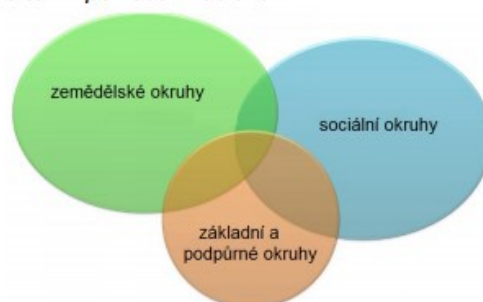 zemědělské okruhy
sociální okruhy
základní a
podpůrné okruhy